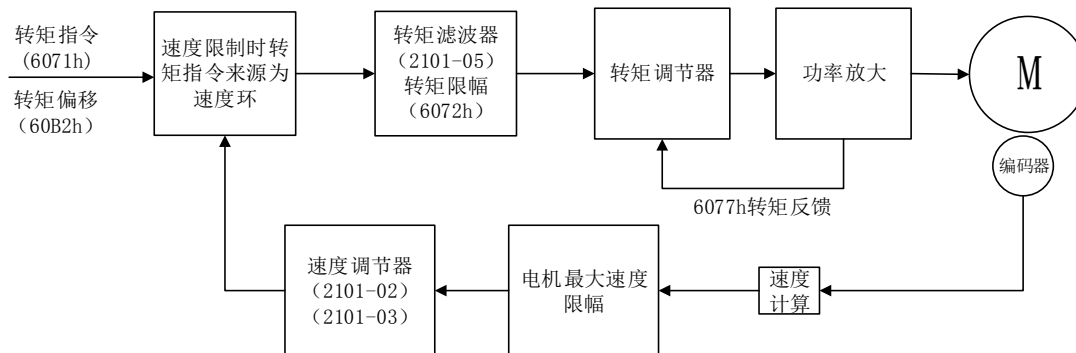 转矩指令
(6071h)
转矩偏移
（60B2h）
速度限制时转
矩指令来源为
速度环
转矩滤波器
(2101-05)
转矩限幅
(6072h)
转矩调节器
功率放大
M
编码器
6077h转矩反馈
速度调节器
（2101-02）
（2101-03）
电机最大速度
限幅
速度
计算